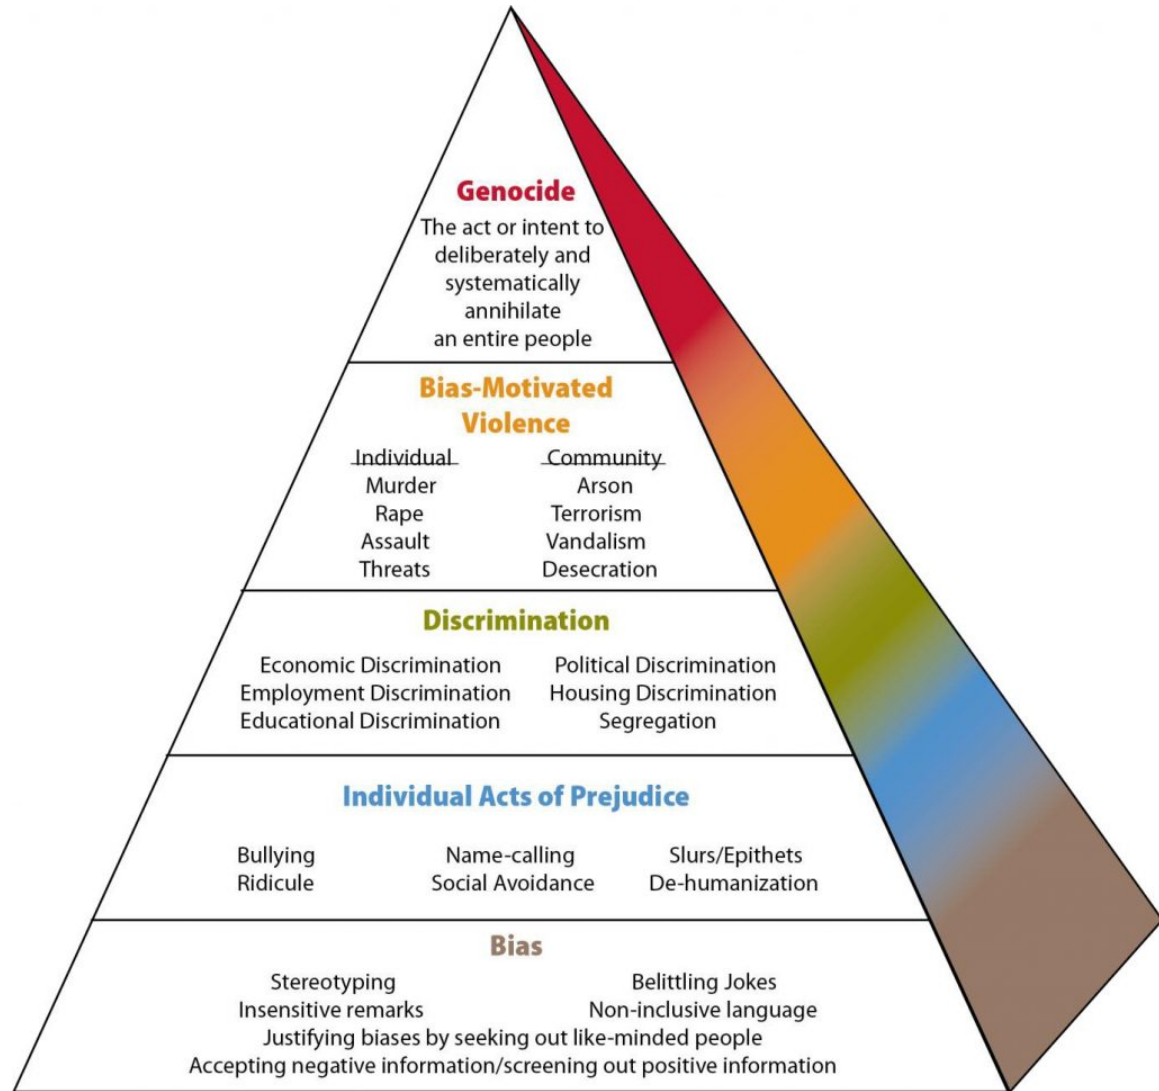 Genocide
The act or intent to
deliberately and
systematically
annihilate
an entire people
Bias-Motivated
Violence
Individual Community
Murder Arson
Rape Terrorism
Assault Vandalism
Threats Desecration
Discrimination
Economic Discrimination Political Discrimination
Employment Discrimination Housing Discrimination
Educational Discrimination Segregation
Individual Acts of Prejudice
Bullying Name-calling Slurs/Epithets
Ridicule Social Avoidance De-humanization
Bias
Stereotyping Belittling Jokes
Insensitive remarks Non-inclusive language
Justifying biases by seeking out like-minded people
Accepting negative information/screening out positive information